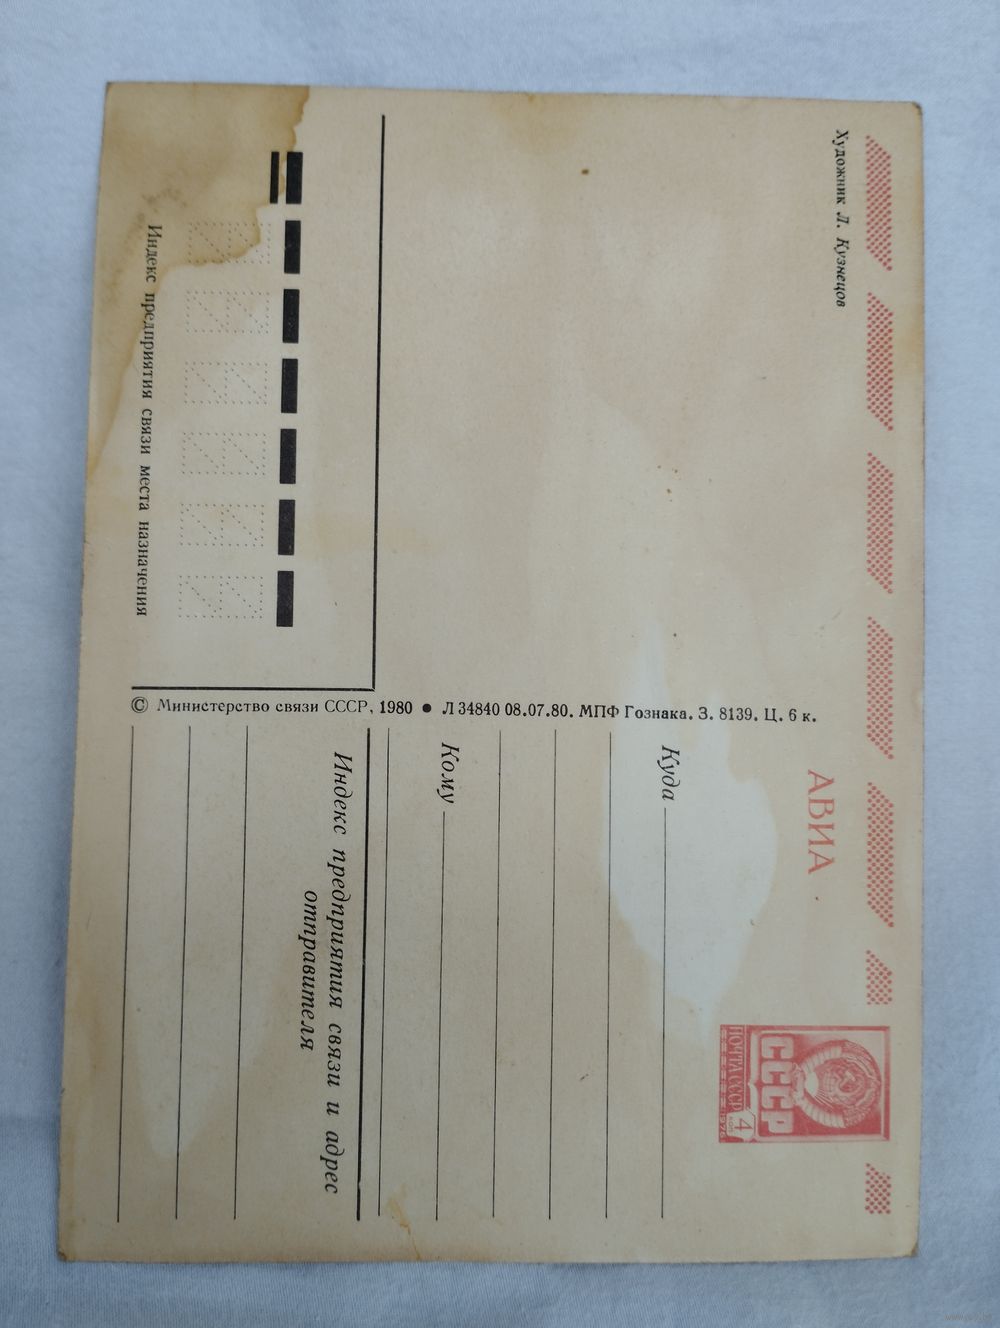 Художник Л. Кузнецов
АВИА
ПОЧТА СССР
СССР
4
КОП
Куда
Кому
Индекс предприятия связи и адрес
отправителя
Индекс предприятия связи места назначения
© Министерство связи СССР, 1980 ● Л 34840 08.07.80. МПФ Гознака. З. 8139. Ц. 6 к.